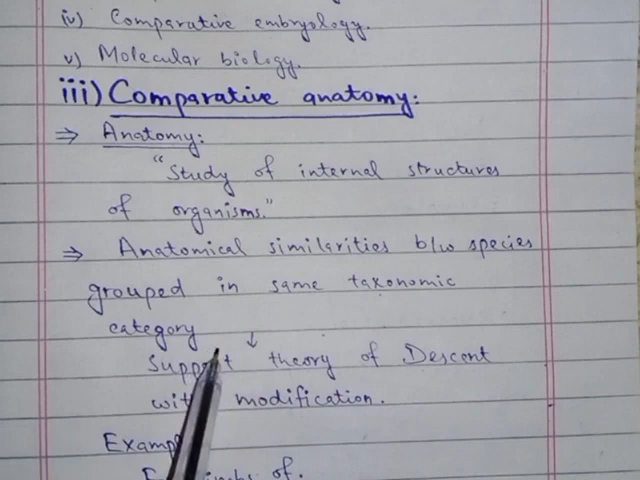 iv) Comparative embryology.
v) Molecular biology.
iii) Comparative anatomy:
⇒ Anatomy:
"Study of internal structures
of organisms."
⇒ Anatomical similarities b/w species
grouped in same taxonomic
category ↓
Support theory of Descent
with modification.
Examp
of.